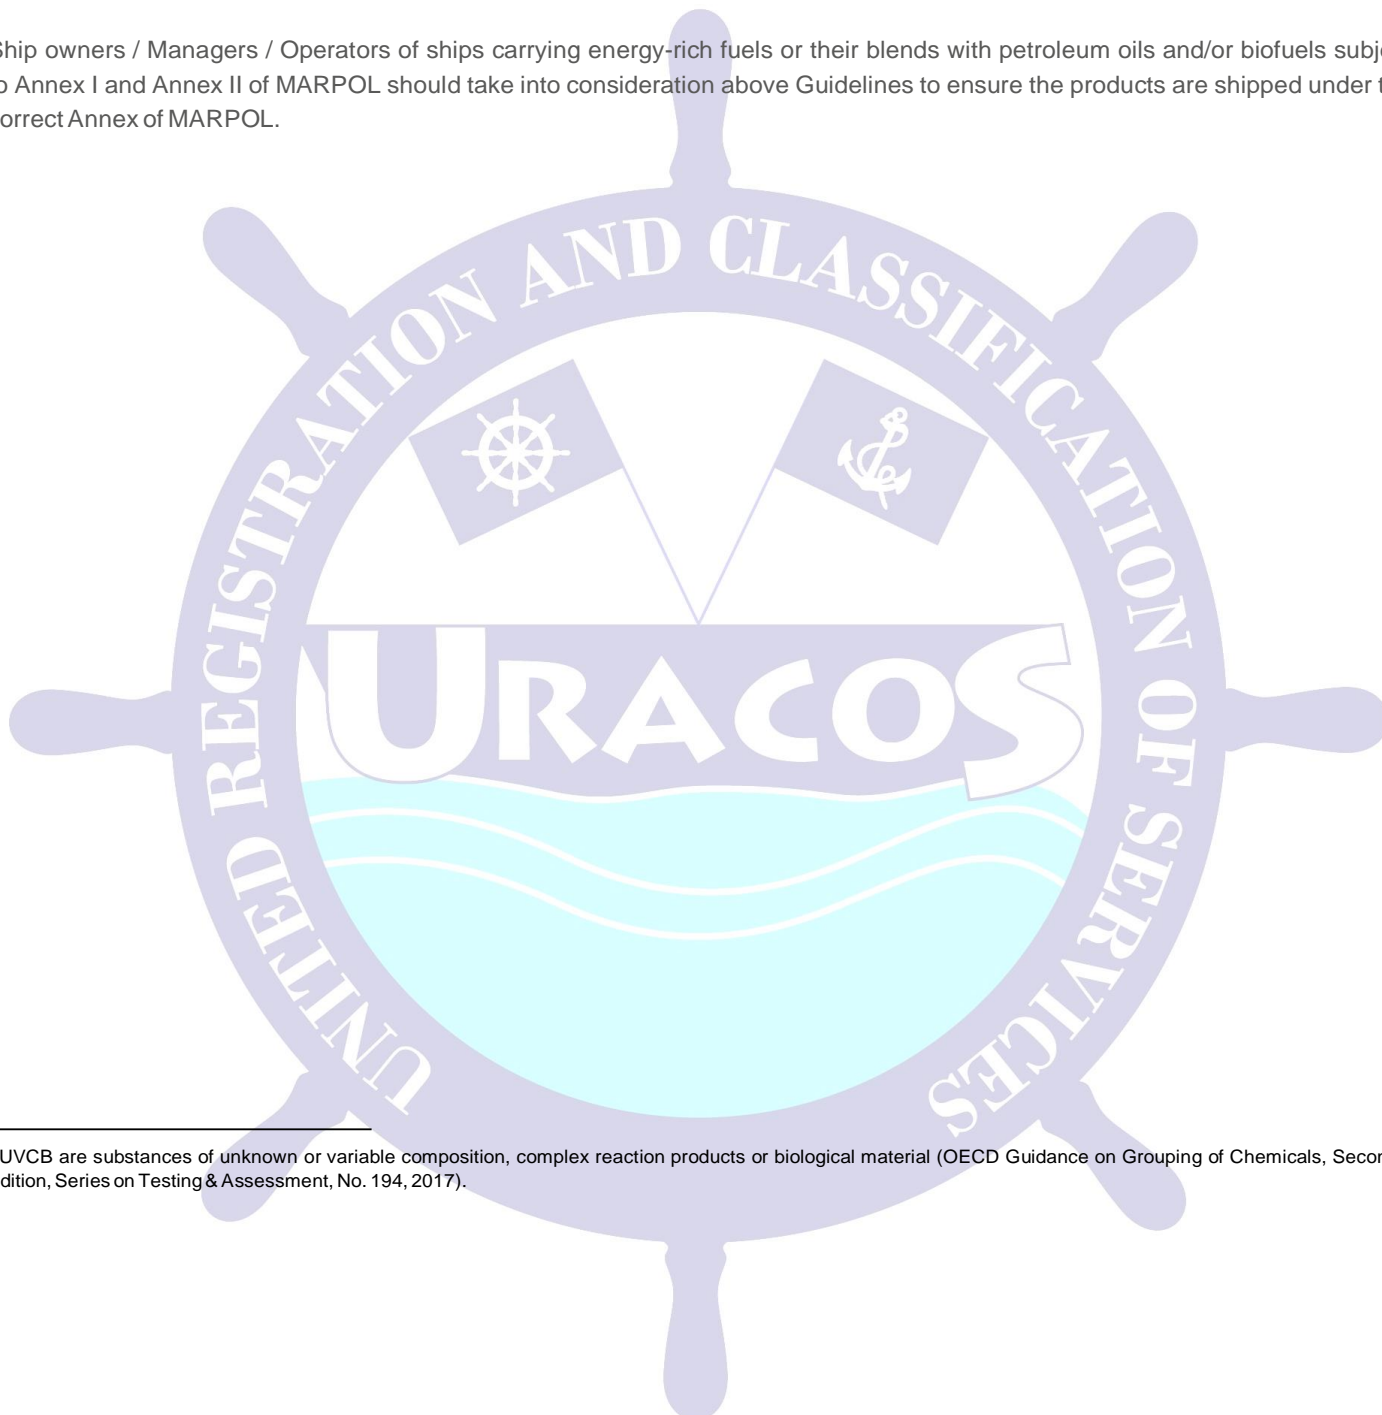 hip owners / Managers / Operators of ships carrying energy-rich fuels or their blends with petroleum oils and/or biofuels subj
o Annex I and Annex II of MARPOL should take into consideration above Guidelines to ensure the products are shipped under t
orrect Annex of MARPOL.
UNITED REGISTRATION AND CLASSIFICATION OF SERVICES
URACOS
UVCB are substances of unknown or variable composition, complex reaction products or biological material (OECD Guidance on Grouping of Chemicals, Secon
dition, Series on Testing & Assessment, No. 194, 2017).